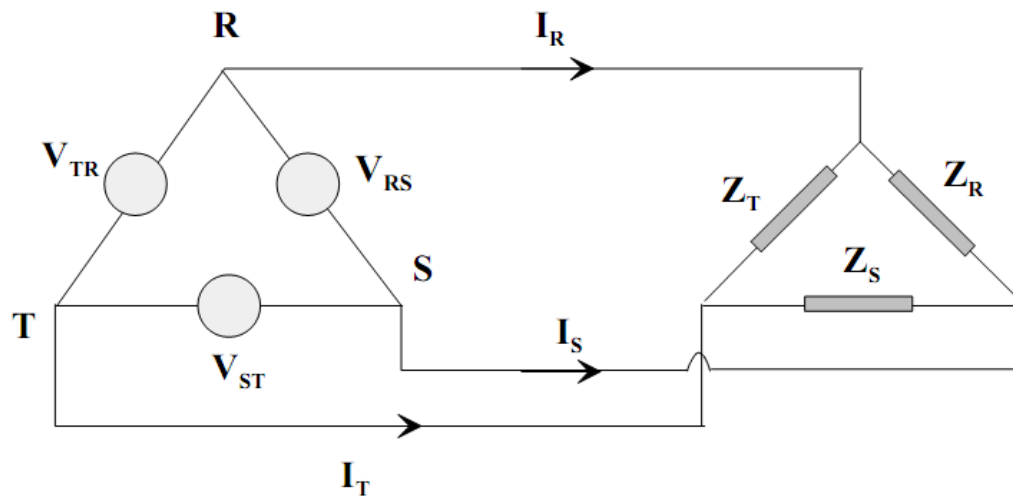 R
I_R
V_TR
V_RS
Z_T
Z_R
S
Z_S
T
I_S
V_ST
I_T